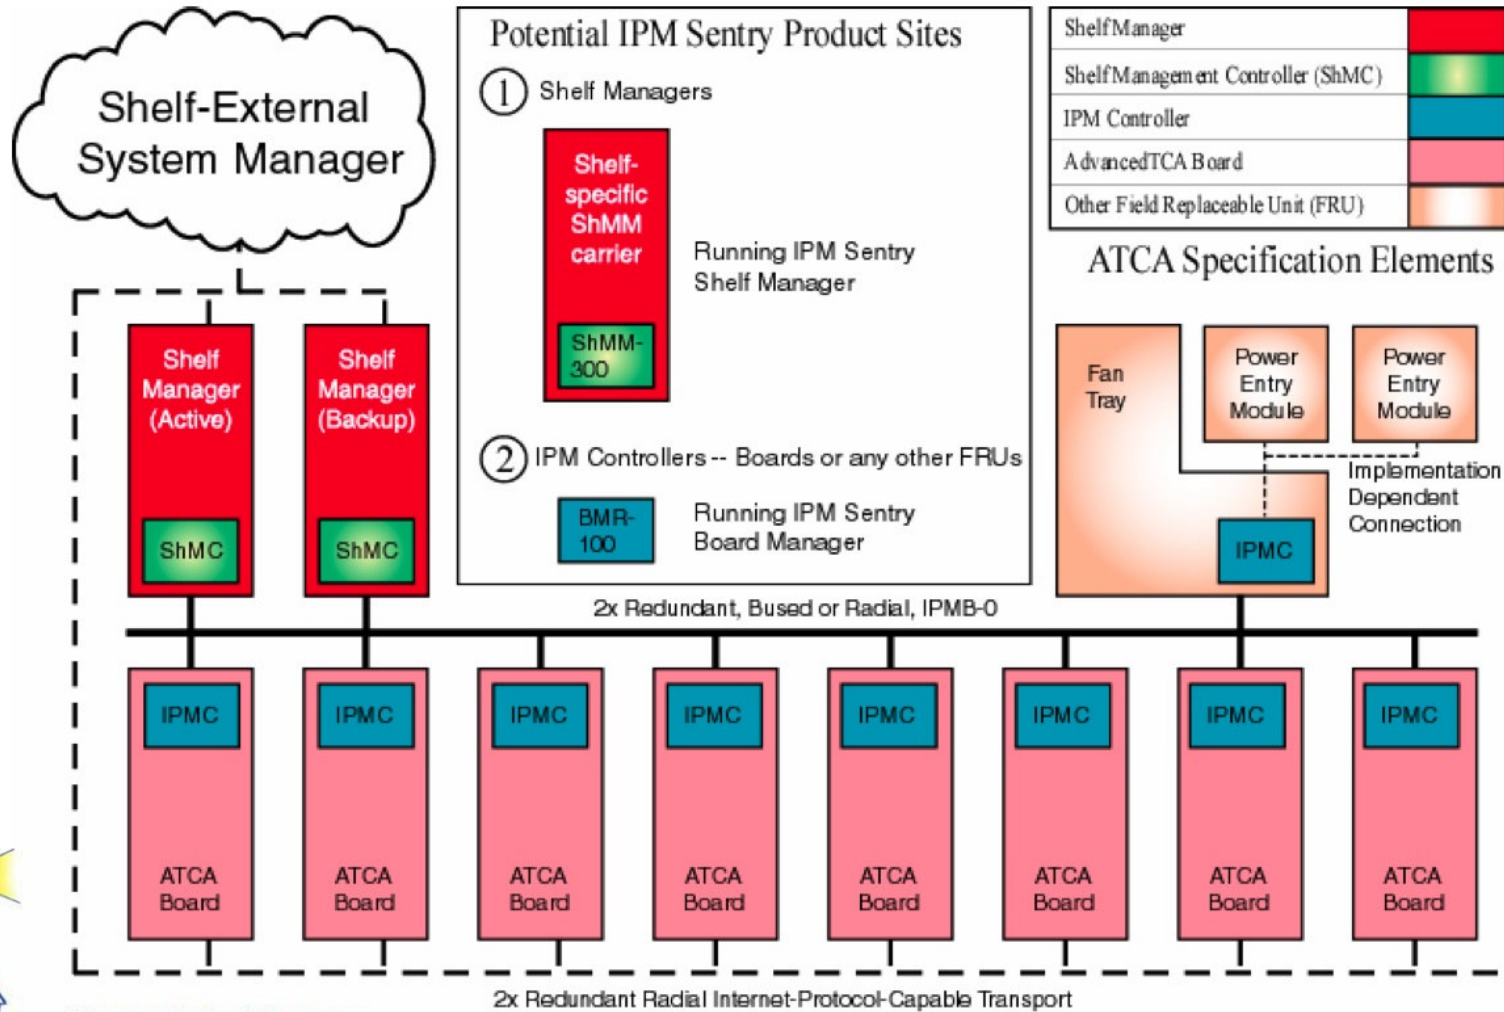 Shelf-External
System Manager
Potential IPM Sentry Product Sites
1 Shelf Managers
Shelf-
specific
ShMM
carrier
ShMM-
300
Running IPM Sentry
Shelf Manager
2 IPM Controllers -- Boards or any other FRUs
BMR-
100
Running IPM Sentry
Board Manager
Shelf Manager
Shelf Management Controller (ShMC)
IPM Controller
AdvancedTCA Board
Other Field Replaceable Unit (FRU)
ATCA Specification Elements
Shelf
Manager
(Active)
ShMC
Shelf
Manager
(Backup)
ShMC
Fan
Tray
IPMC
Power
Entry
Module
Power
Entry
Module
Implementation
Dependent
Connection
2x Redundant, Bused or Radial, IPMB-0
IPMC
ATCA
Board
IPMC
ATCA
Board
IPMC
ATCA
Board
IPMC
ATCA
Board
IPMC
ATCA
Board
IPMC
ATCA
Board
IPMC
ATCA
Board
IPMC
ATCA
Board
2x Redundant Radial Internet-Protocol-Capable Transport